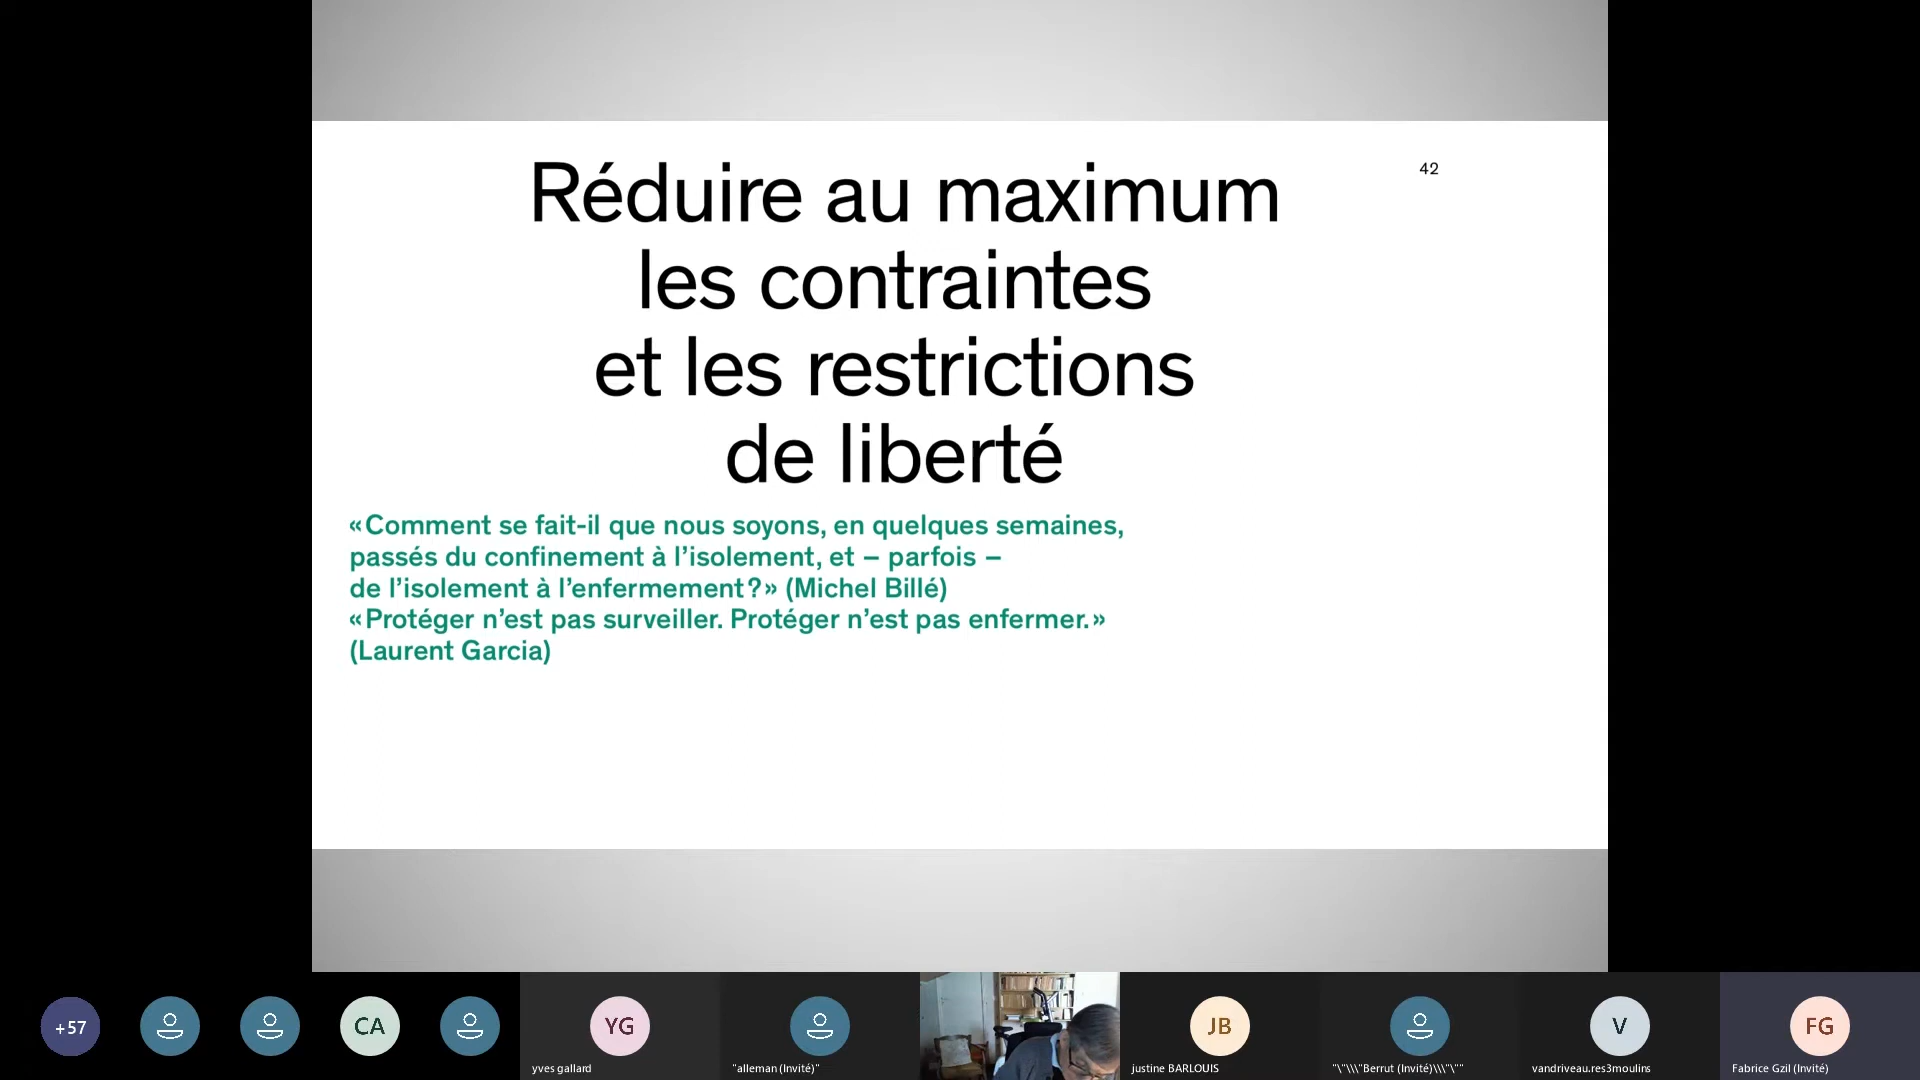 Réduire au maximum
42
les contraintes
et les restrictions
de liberté
«Comment se fait-il que nous soyons, en quelques semaines,
passés du confinement à l’isolement, et – parfois –
de l’isolement à l’enfermement?» (Michel Billé)
«Protéger n’est pas surveiller. Protéger n’est pas enfermer.»
(Laurent Garcia)
+57
CA
YG
JB
V
FG
yves gallard
"alleman (Invité)"
justine BARLOUIS
"\"\\\"Berrut (Invité)\\\"\""
vandriveau.res3moulins
Fabrice Gzil (Invité)